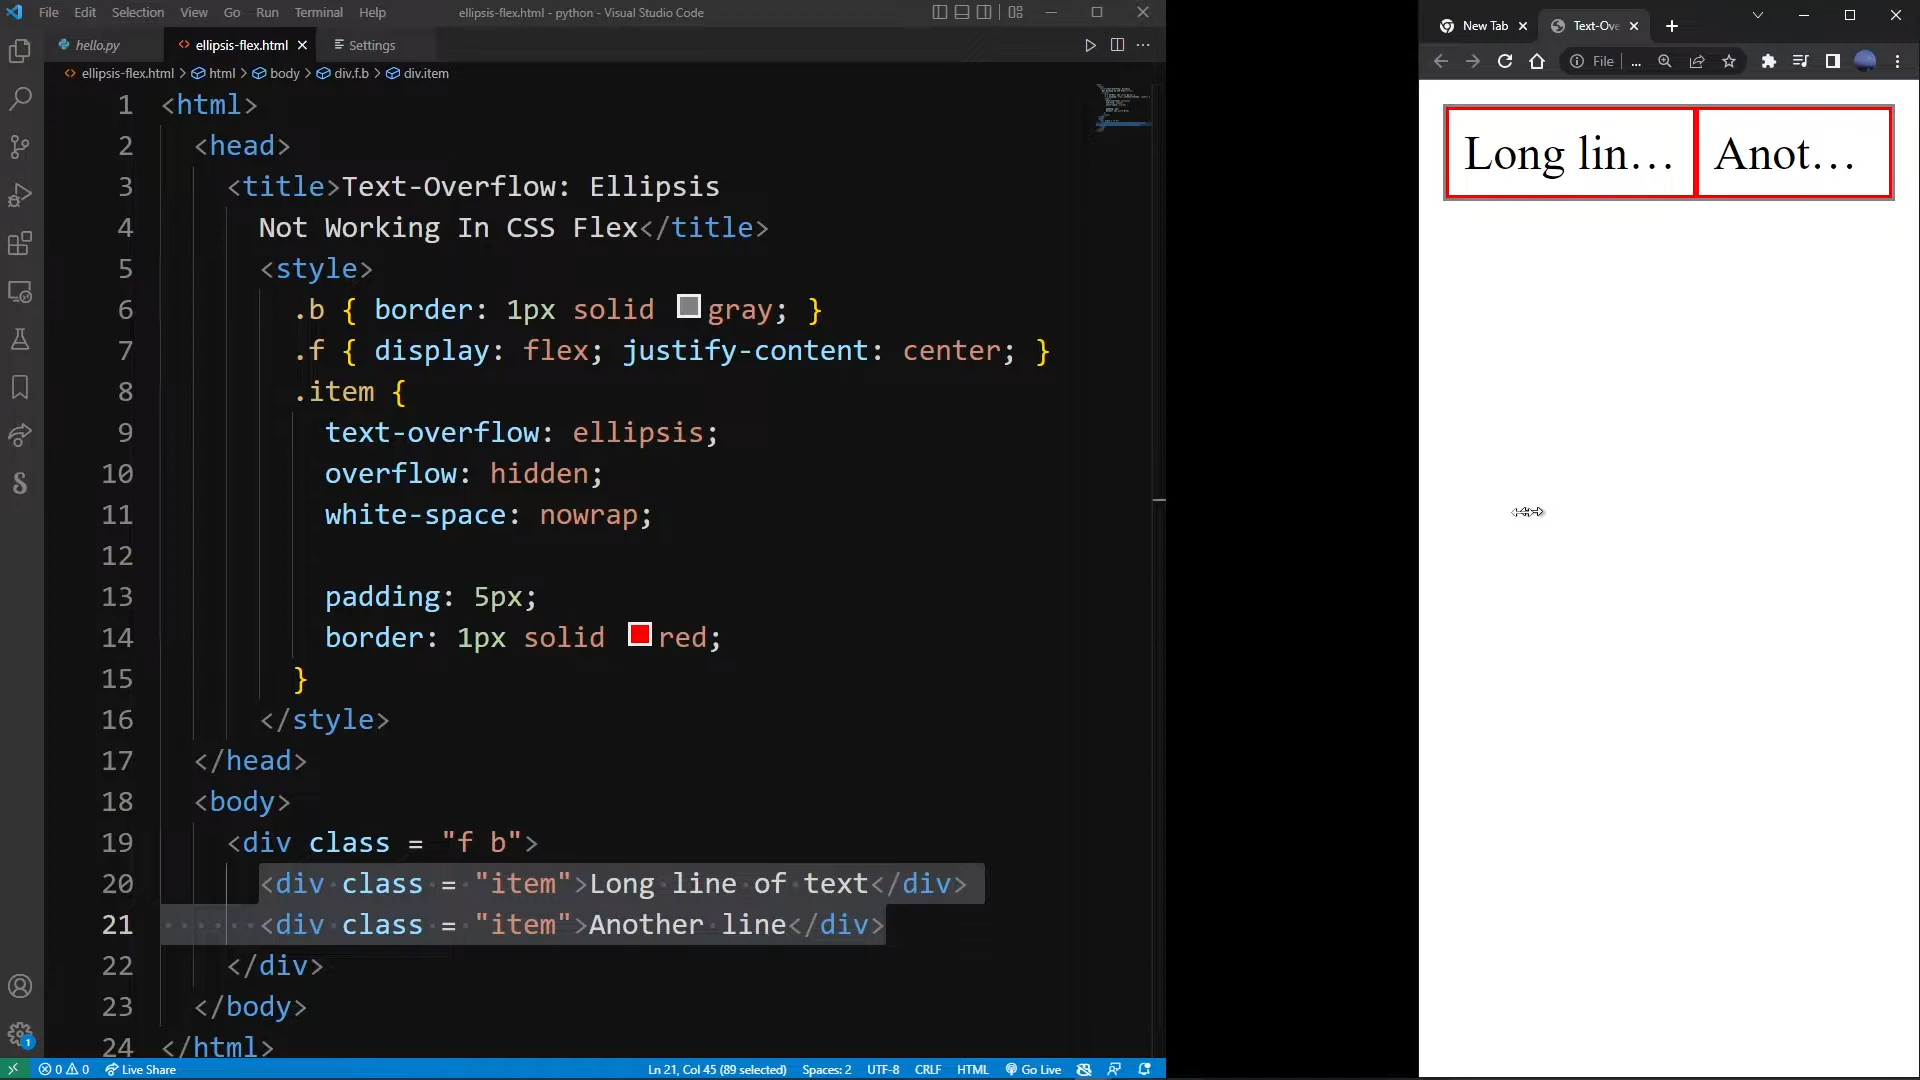 File Edit Selection View Go Run Terminal Help ellipsis-flex.html - python - Visual Studio Code
hello.py ellipsis-flex.html Settings
ellipsis-flex.html > html > body > div.f.b > div.item
1 <html>
2 <head>
3 <title>Text-Overflow: Ellipsis
4 Not Working In CSS Flex</title>
5 <style>
6 .b { border: 1px solid gray; }
7 .f { display: flex; justify-content: center; }
8 .item {
9 text-overflow: ellipsis;
10 overflow: hidden;
11 white-space: nowrap;
12
13 padding: 5px;
14 border: 1px solid red;
15 }
16 </style>
17 </head>
18 <body>
19 <div class = "f b">
20 <div class = "item">Long line of text</div>
21 <div class = "item">Another line</div>
22 </div>
23 </body>
24 </html>
1
0 0 Live Share Ln 21, Col 45 (89 selected) Spaces: 2 UTF-8 CRLF HTML Go Live
New Tab Text-Ove
File ...
Long lin… Anot…